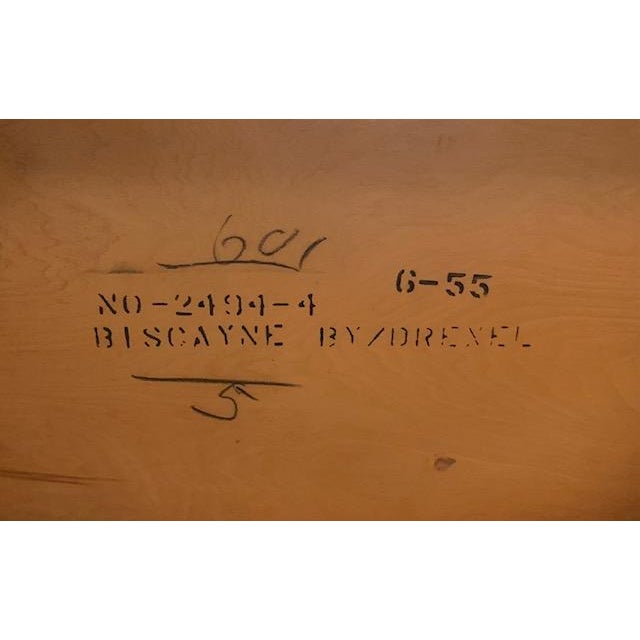 601
6-55
NO-2494-4
BISCAYNE BY/DREXEL
5